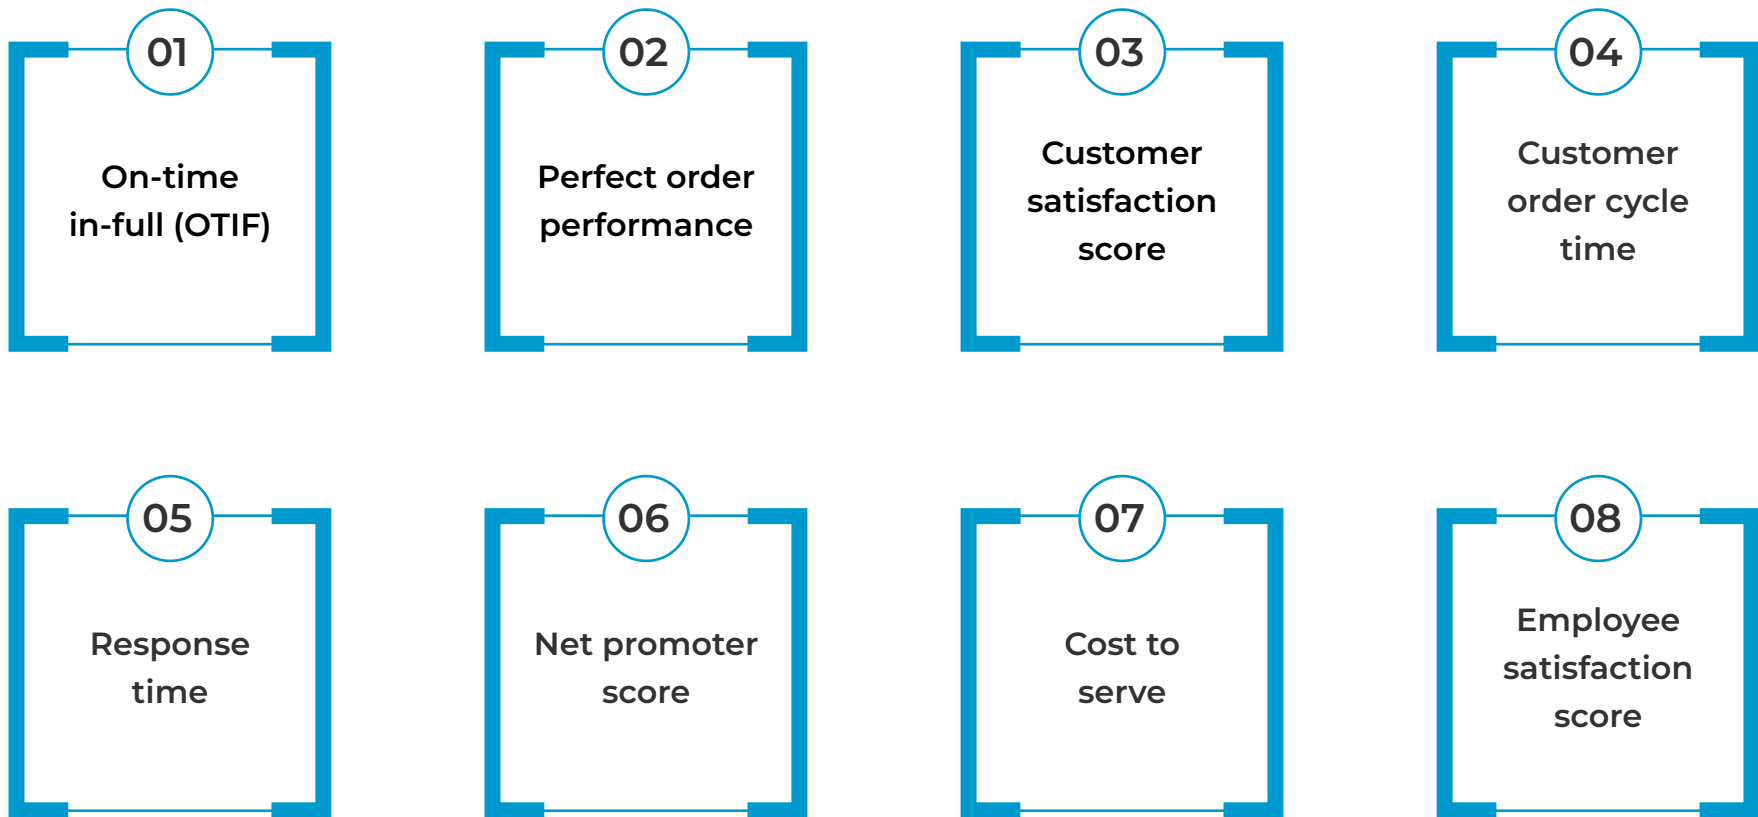 01
On-time
in-full (OTIF)
02
Perfect order
performance
03
Customer
satisfaction
score
04
Customer
order cycle
time
05
Response
time
06
Net promoter
score
07
Cost to
serve
08
Employee
satisfaction
score